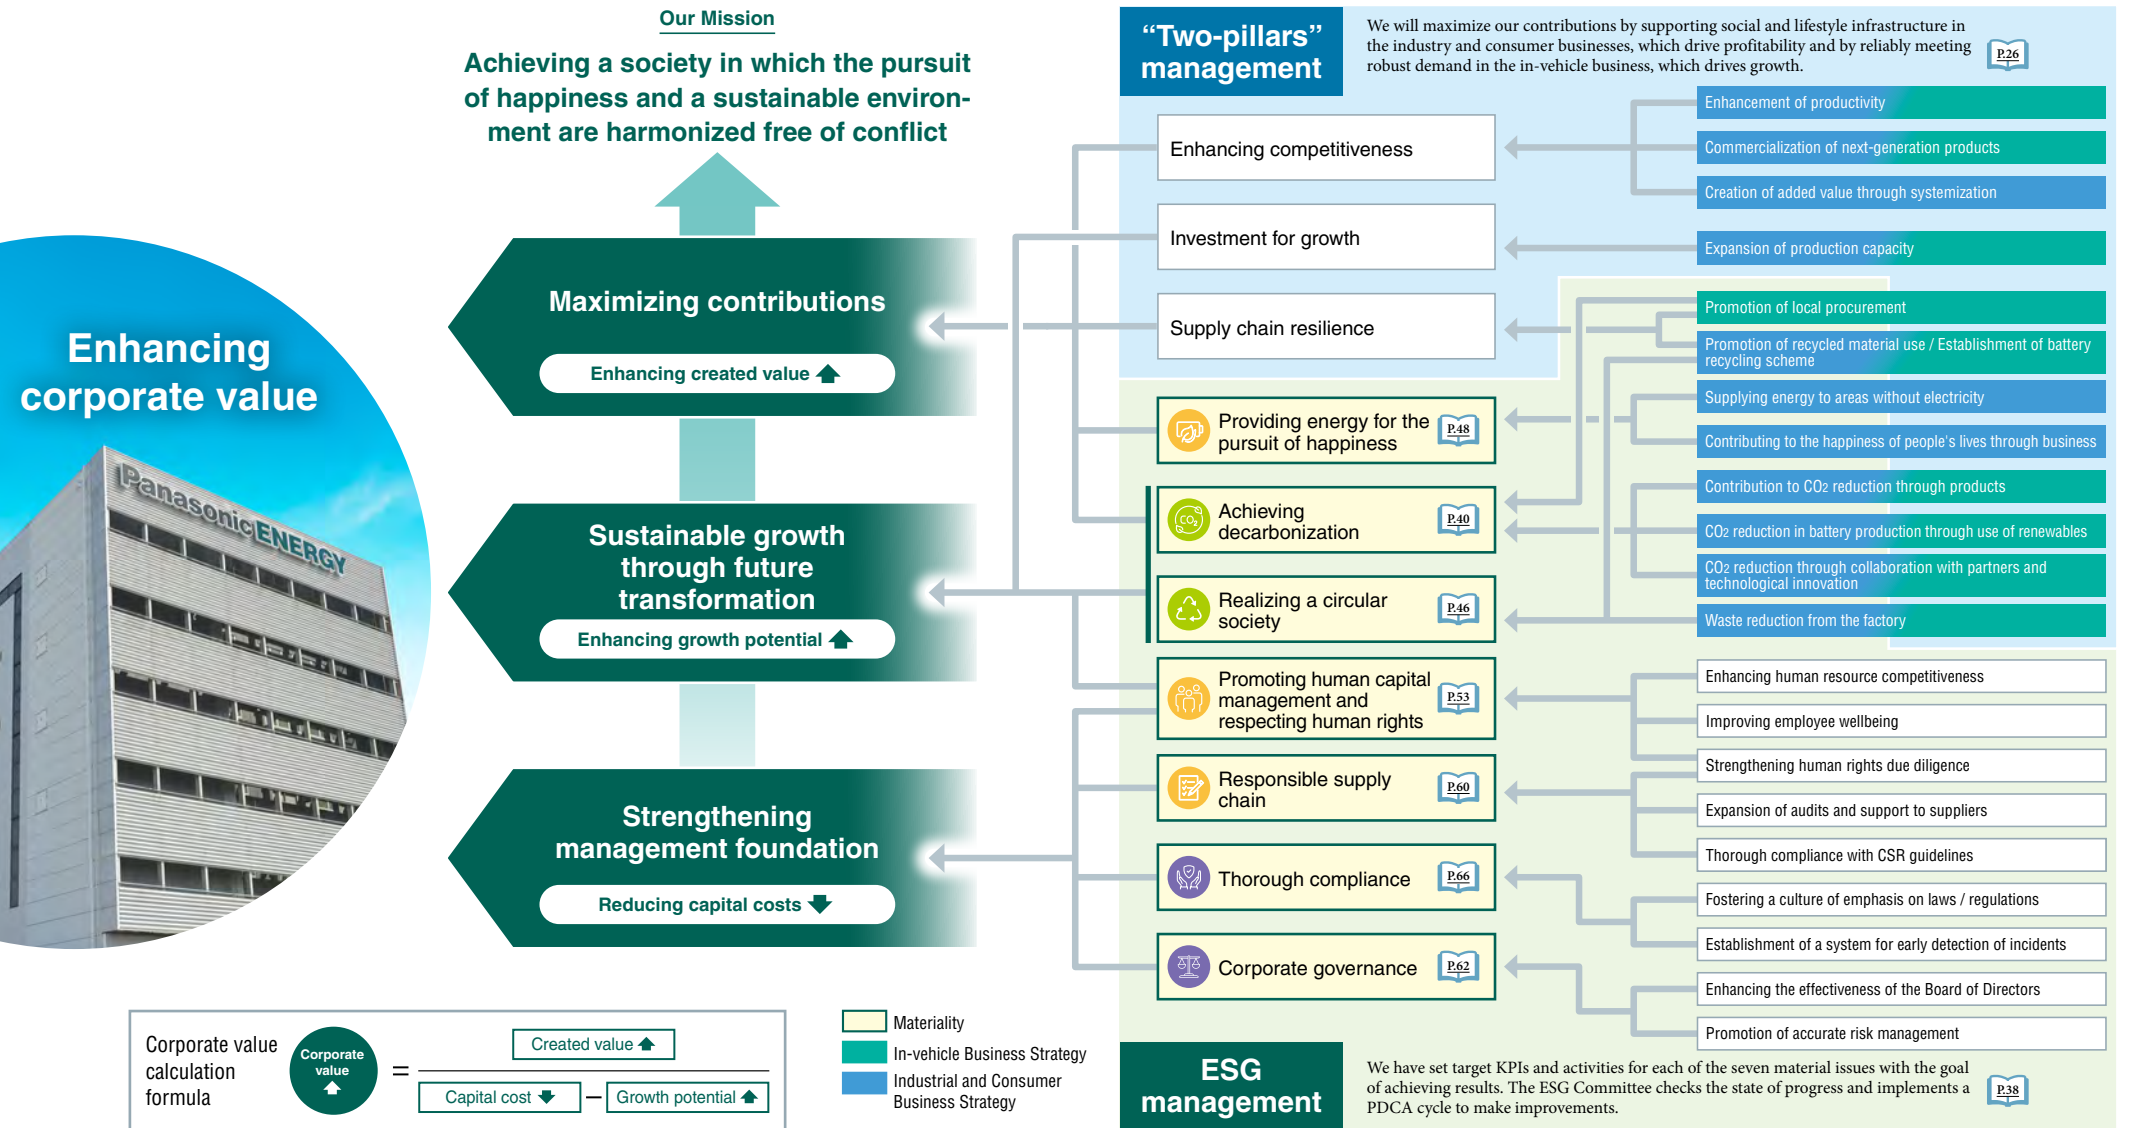 Our Mission
Achieving a society in which the pursuit
of happiness and a sustainable environ-
ment are harmonized free of conflict
Enhancing
corporate value
Panasonic ENERGY
Maximizing contributions
Enhancing created value
Sustainable growth
through future
transformation
Enhancing growth potential
Strengthening
management foundation
Reducing capital costs
Corporate value
calculation
formula
Corporate
value
=
Created value
Capital cost
—
Growth potential
Materiality
In-vehicle Business Strategy
Industrial and Consumer
Business Strategy
“Two-pillars”
management
We will maximize our contributions by supporting social and lifestyle infrastructure in
the industry and consumer businesses, which drive profitability and by reliably meeting
robust demand in the in-vehicle business, which drives growth.
P.26
Enhancing competitiveness
Investment for growth
Supply chain resilience
Providing energy for the
pursuit of happiness
P.48
CO2
Achieving
decarbonization
P.40
Realizing a circular
society
P.46
Promoting human capital
management and
respecting human rights
P.53
Responsible supply
chain
P.60
Thorough compliance
P.66
Corporate governance
P.62
Enhancement of productivity
Commercialization of next-generation products
Creation of added value through systemization
Expansion of production capacity
Promotion of local procurement
Promotion of recycled material use / Establishment of battery
recycling scheme
Supplying energy to areas without electricity
Contributing to the happiness of people's lives through business
Contribution to CO2 reduction through products
CO2 reduction in battery production through use of renewables
CO2 reduction through collaboration with partners and
technological innovation
Waste reduction from the factory
Enhancing human resource competitiveness
Improving employee wellbeing
Strengthening human rights due diligence
Expansion of audits and support to suppliers
Thorough compliance with CSR guidelines
Fostering a culture of emphasis on laws / regulations
Establishment of a system for early detection of incidents
Enhancing the effectiveness of the Board of Directors
Promotion of accurate risk management
ESG
management
We have set target KPIs and activities for each of the seven material issues with the goal
of achieving results. The ESG Committee checks the state of progress and implements a
PDCA cycle to make improvements.
P.38